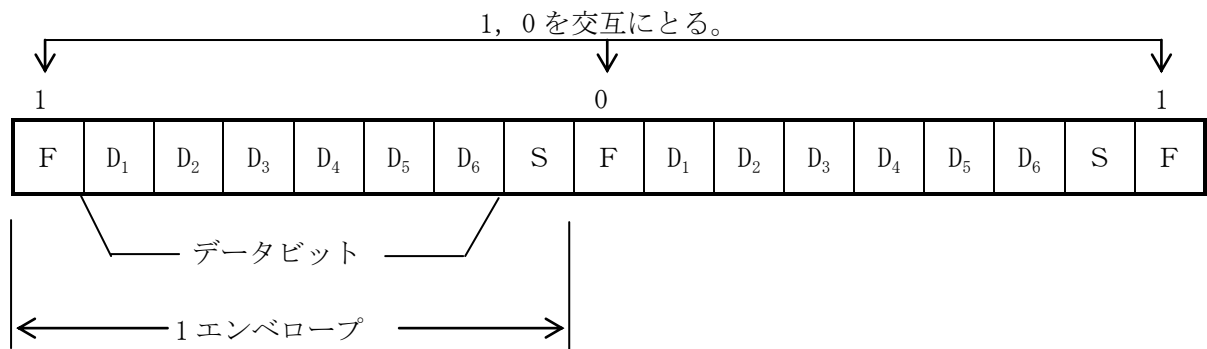 1, 0を交互にとる。
1 0 1
F D₁ D₂ D₃ D₄ D₅ D₆ S F D₁ D₂ D₃ D₄ D₅ D₆ S F
データビット
1エンベロープ